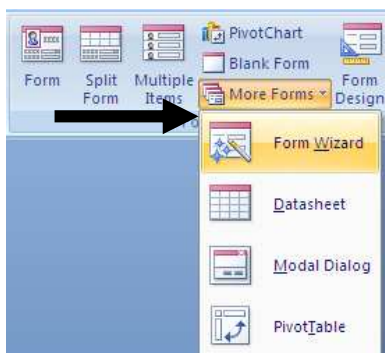 Form
Split
Form
Multiple
Items
PivotChart
Blank Form
More Forms
Form
Design
Form Wizard
Datasheet
Modal Dialog
PivotTable